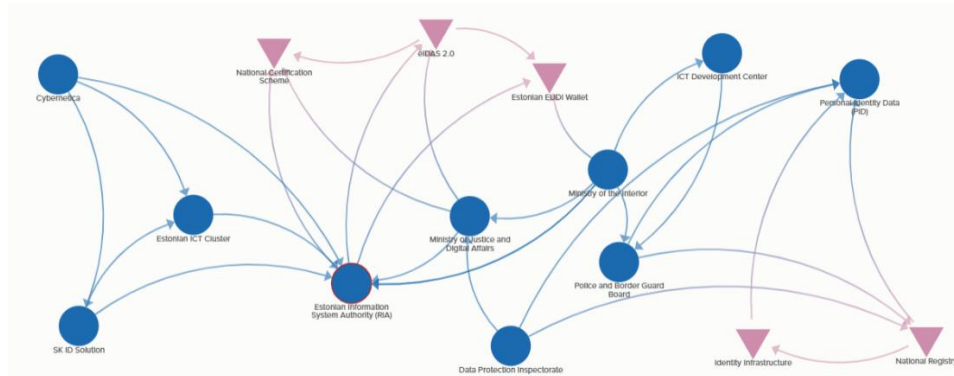 eIDAS 2.0
National Certification
Scheme
ICT Development Center
Cybernetica
Estonian EUDI Wallet
Personal Identity Data
(PID)
Ministry of the Interior
Estonian ICT Cluster
Ministry of Justice and
Digital Affairs
Police and Border Guard
Board
Estonian Information
System Authority (RIA)
SK ID Solution
Data Protection Inspectorate
Identity Infrastructure
National Registr